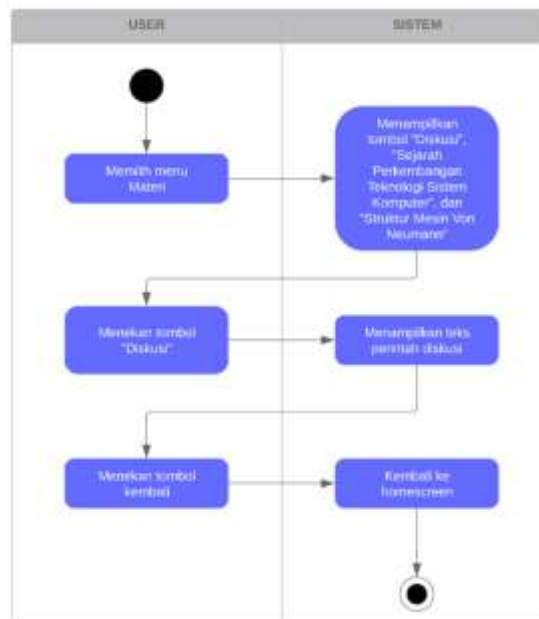 USER
SISTEM
Memilih menu
Materi
Menampilkan
tombol "Diskusi",
"Sejarah
Perkembangan
Teknologi Sistem
Komputer", dan
"Struktur Mesin Von
Neumann"
Menekan tombol
"Diskusi"
Menampilkan teks
perintah diskusi
Menekan tombol
kembali
Kembali ke
homescreen